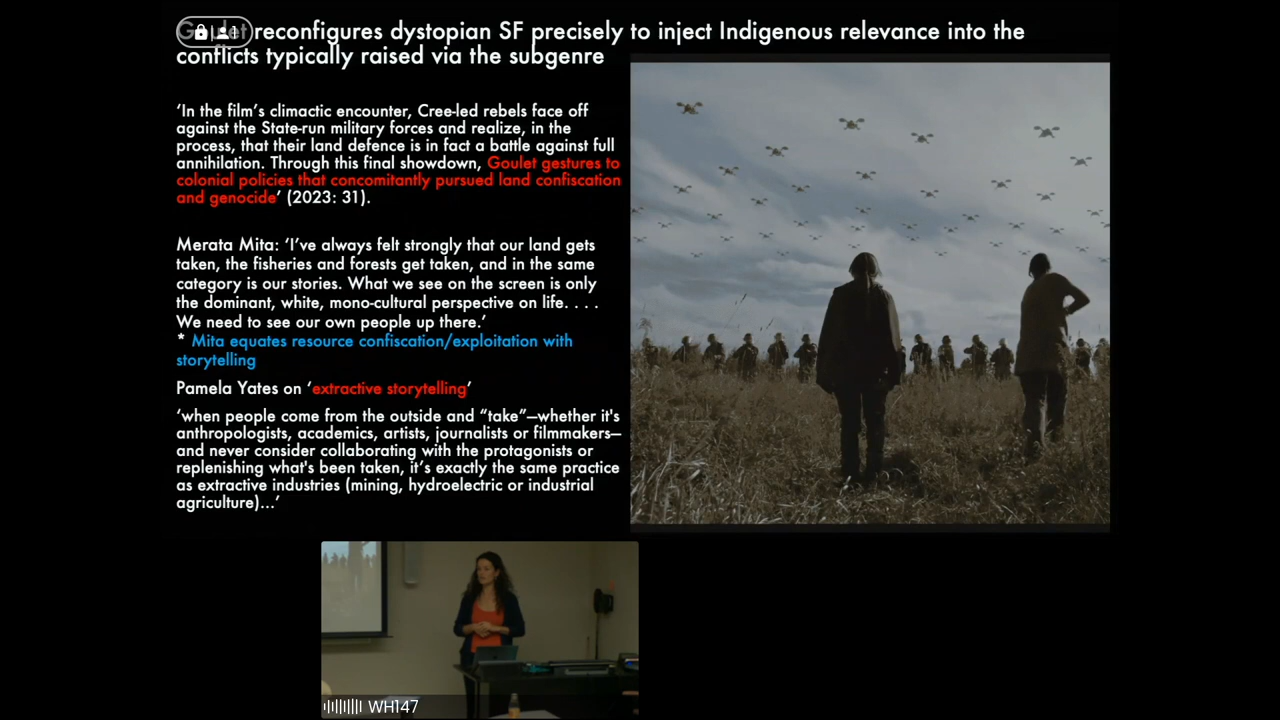 Goulet reconfigures dystopian SF precisely to inject Indigenous relevance into the
conflicts typically raised via the subgenre
‘In the film’s climactic encounter, Cree-led rebels face off
against the State-run military forces and realize, in the
process, that their land defence is in fact a battle against full
annihilation. Through this final showdown, Goulet gestures to
colonial policies that concomitantly pursued land confiscation
and genocide’ (2023: 31).
Merata Mita: ‘I’ve always felt strongly that our land gets
taken, the fisheries and forests get taken, and in the same
category is our stories. What we see on the screen is only
the dominant, white, mono-cultural perspective on life. . . .
We need to see our own people up there.’
* Mita equates resource confiscation/exploitation with
storytelling
Pamela Yates on ‘extractive storytelling’
‘when people come from the outside and “take”—whether it's
anthropologists, academics, artists, journalists or filmmakers—
and never consider collaborating with the protagonists or
replenishing what's been taken, it’s exactly the same practice
as extractive industries (mining, hydroelectric or industrial
agriculture)...’
WH147